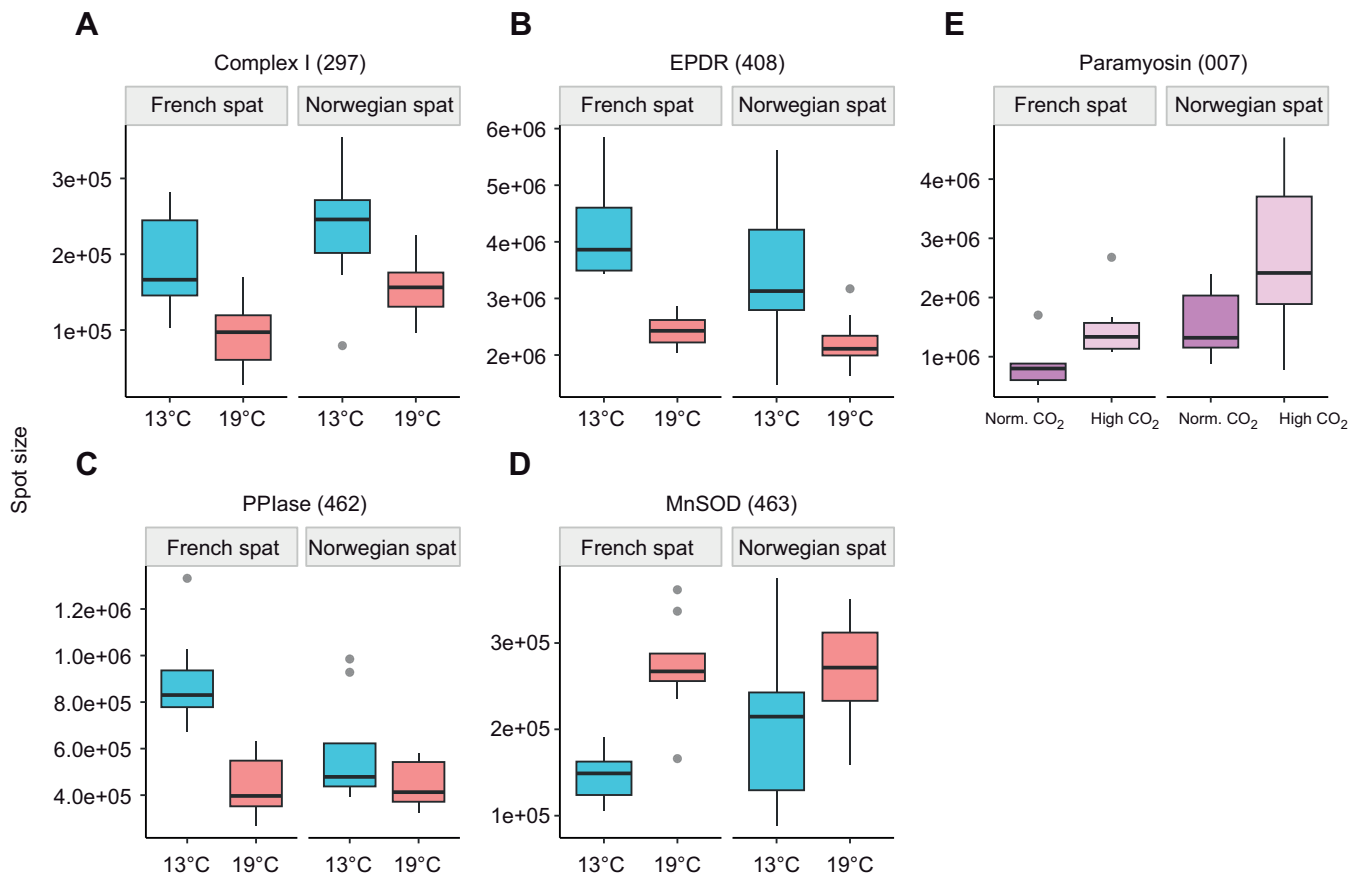 A
Complex I (297)
French spat
Norwegian spat
3e+05
2e+05
1e+05
13°C
19°C
13°C
19°C
B
EPDR (408)
French spat
Norwegian spat
6e+06
5e+06
4e+06
3e+06
2e+06
13°C
19°C
13°C
19°C
E
Paramyosin (007)
French spat
Norwegian spat
4e+06
3e+06
2e+06
1e+06
Norm. CO2
High CO2
Norm. CO2
High CO2
Spot size
C
PPIase (462)
French spat
Norwegian spat
1.2e+06
1.0e+06
8.0e+05
6.0e+05
4.0e+05
13°C
19°C
13°C
19°C
D
MnSOD (463)
French spat
Norwegian spat
3e+05
2e+05
1e+05
13°C
19°C
13°C
19°C